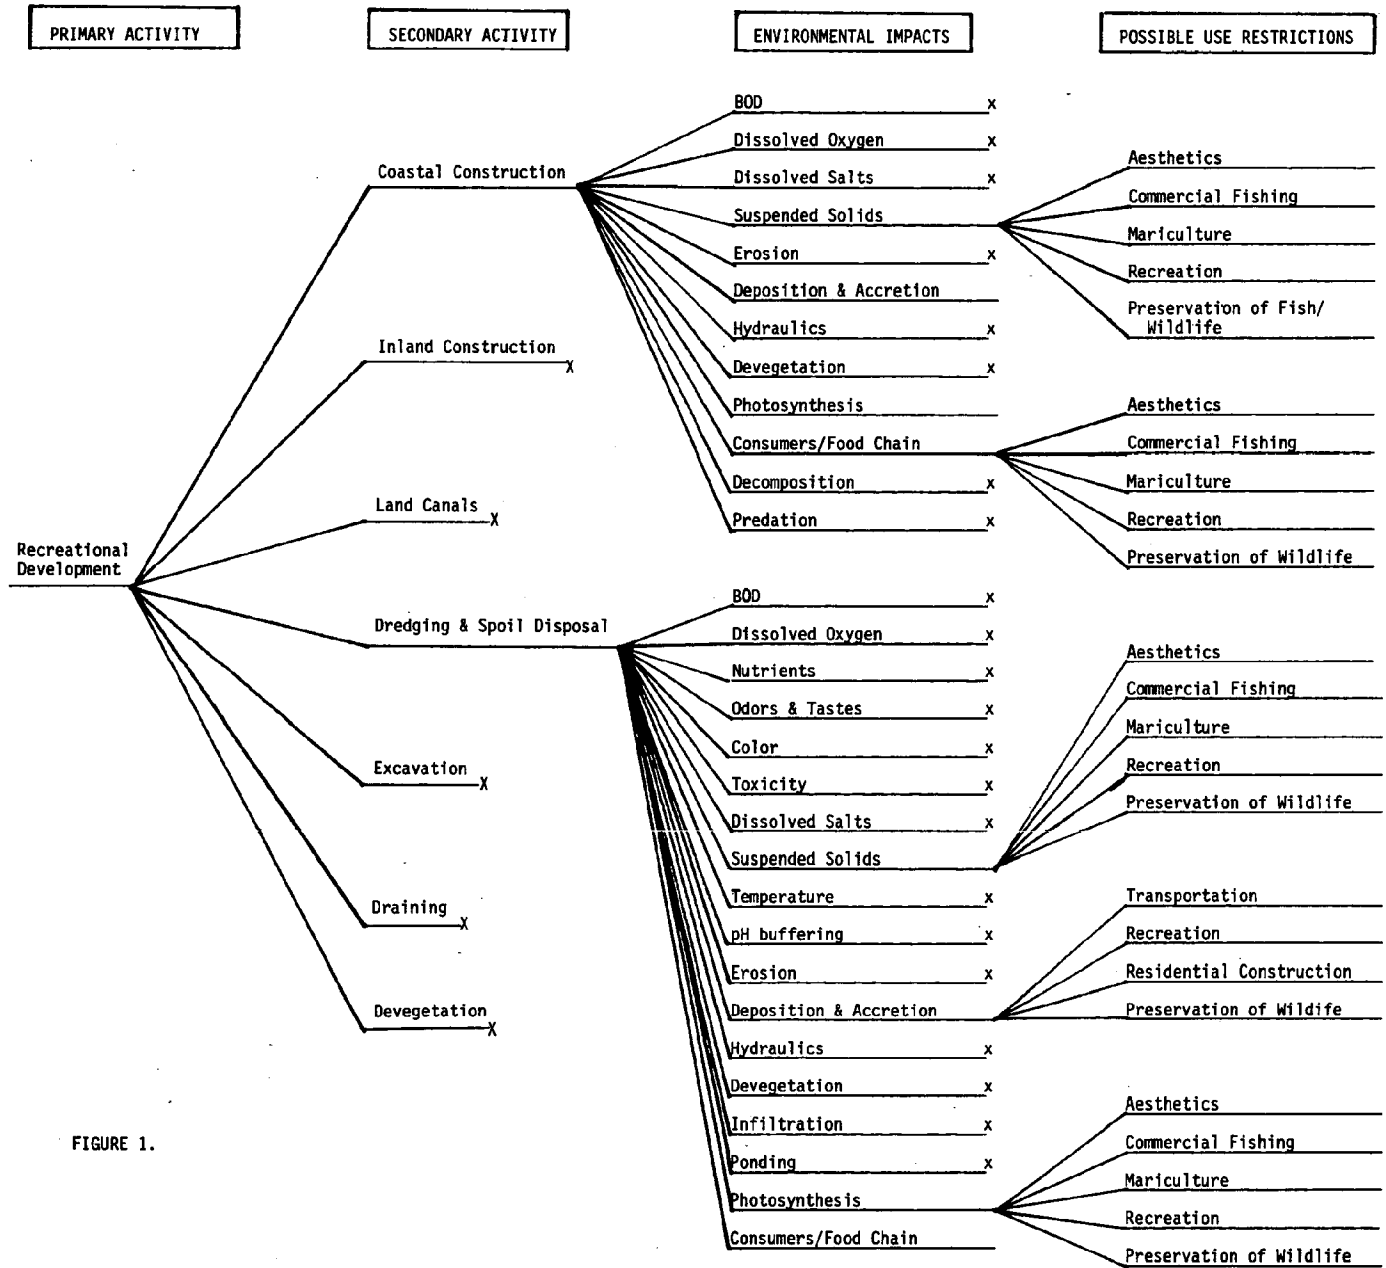 PRIMARY ACTIVITY
SECONDARY ACTIVITY
ENVIRONMENTAL IMPACTS
POSSIBLE USE RESTRICTIONS
Recreational
Development
Coastal Construction
Inland Construction
X
Land Canals
X
Dredging & Spoil Disposal
Excavation
X
Draining
X
Devegetation
X
BOD x
Dissolved Oxygen x
Dissolved Salts x
Suspended Solids
Erosion x
Deposition & Accretion
Hydraulics x
Devegetation x
Photosynthesis
Consumers/Food Chain
Decomposition x
Predation x
Aesthetics
Commercial Fishing
Mariculture
Recreation
Preservation of Fish/
Wildlife
Aesthetics
Commercial Fishing
Mariculture
Recreation
Preservation of Wildlife
BOD x
Dissolved Oxygen x
Nutrients x
Odors & Tastes x
Color x
Toxicity x
Dissolved Salts x
Suspended Solids
Temperature x
pH buffering x
Erosion x
Deposition & Accretion
Hydraulics x
Devegetation x
Infiltration x
Ponding x
Photosynthesis
Consumers/Food Chain
Aesthetics
Commercial Fishing
Mariculture
Recreation
Preservation of Wildlife
Transportation
Recreation
Residential Construction
Preservation of Wildife
Aesthetics
Commercial Fishing
Mariculture
Recreation
Preservation of Wildlife
FIGURE 1.